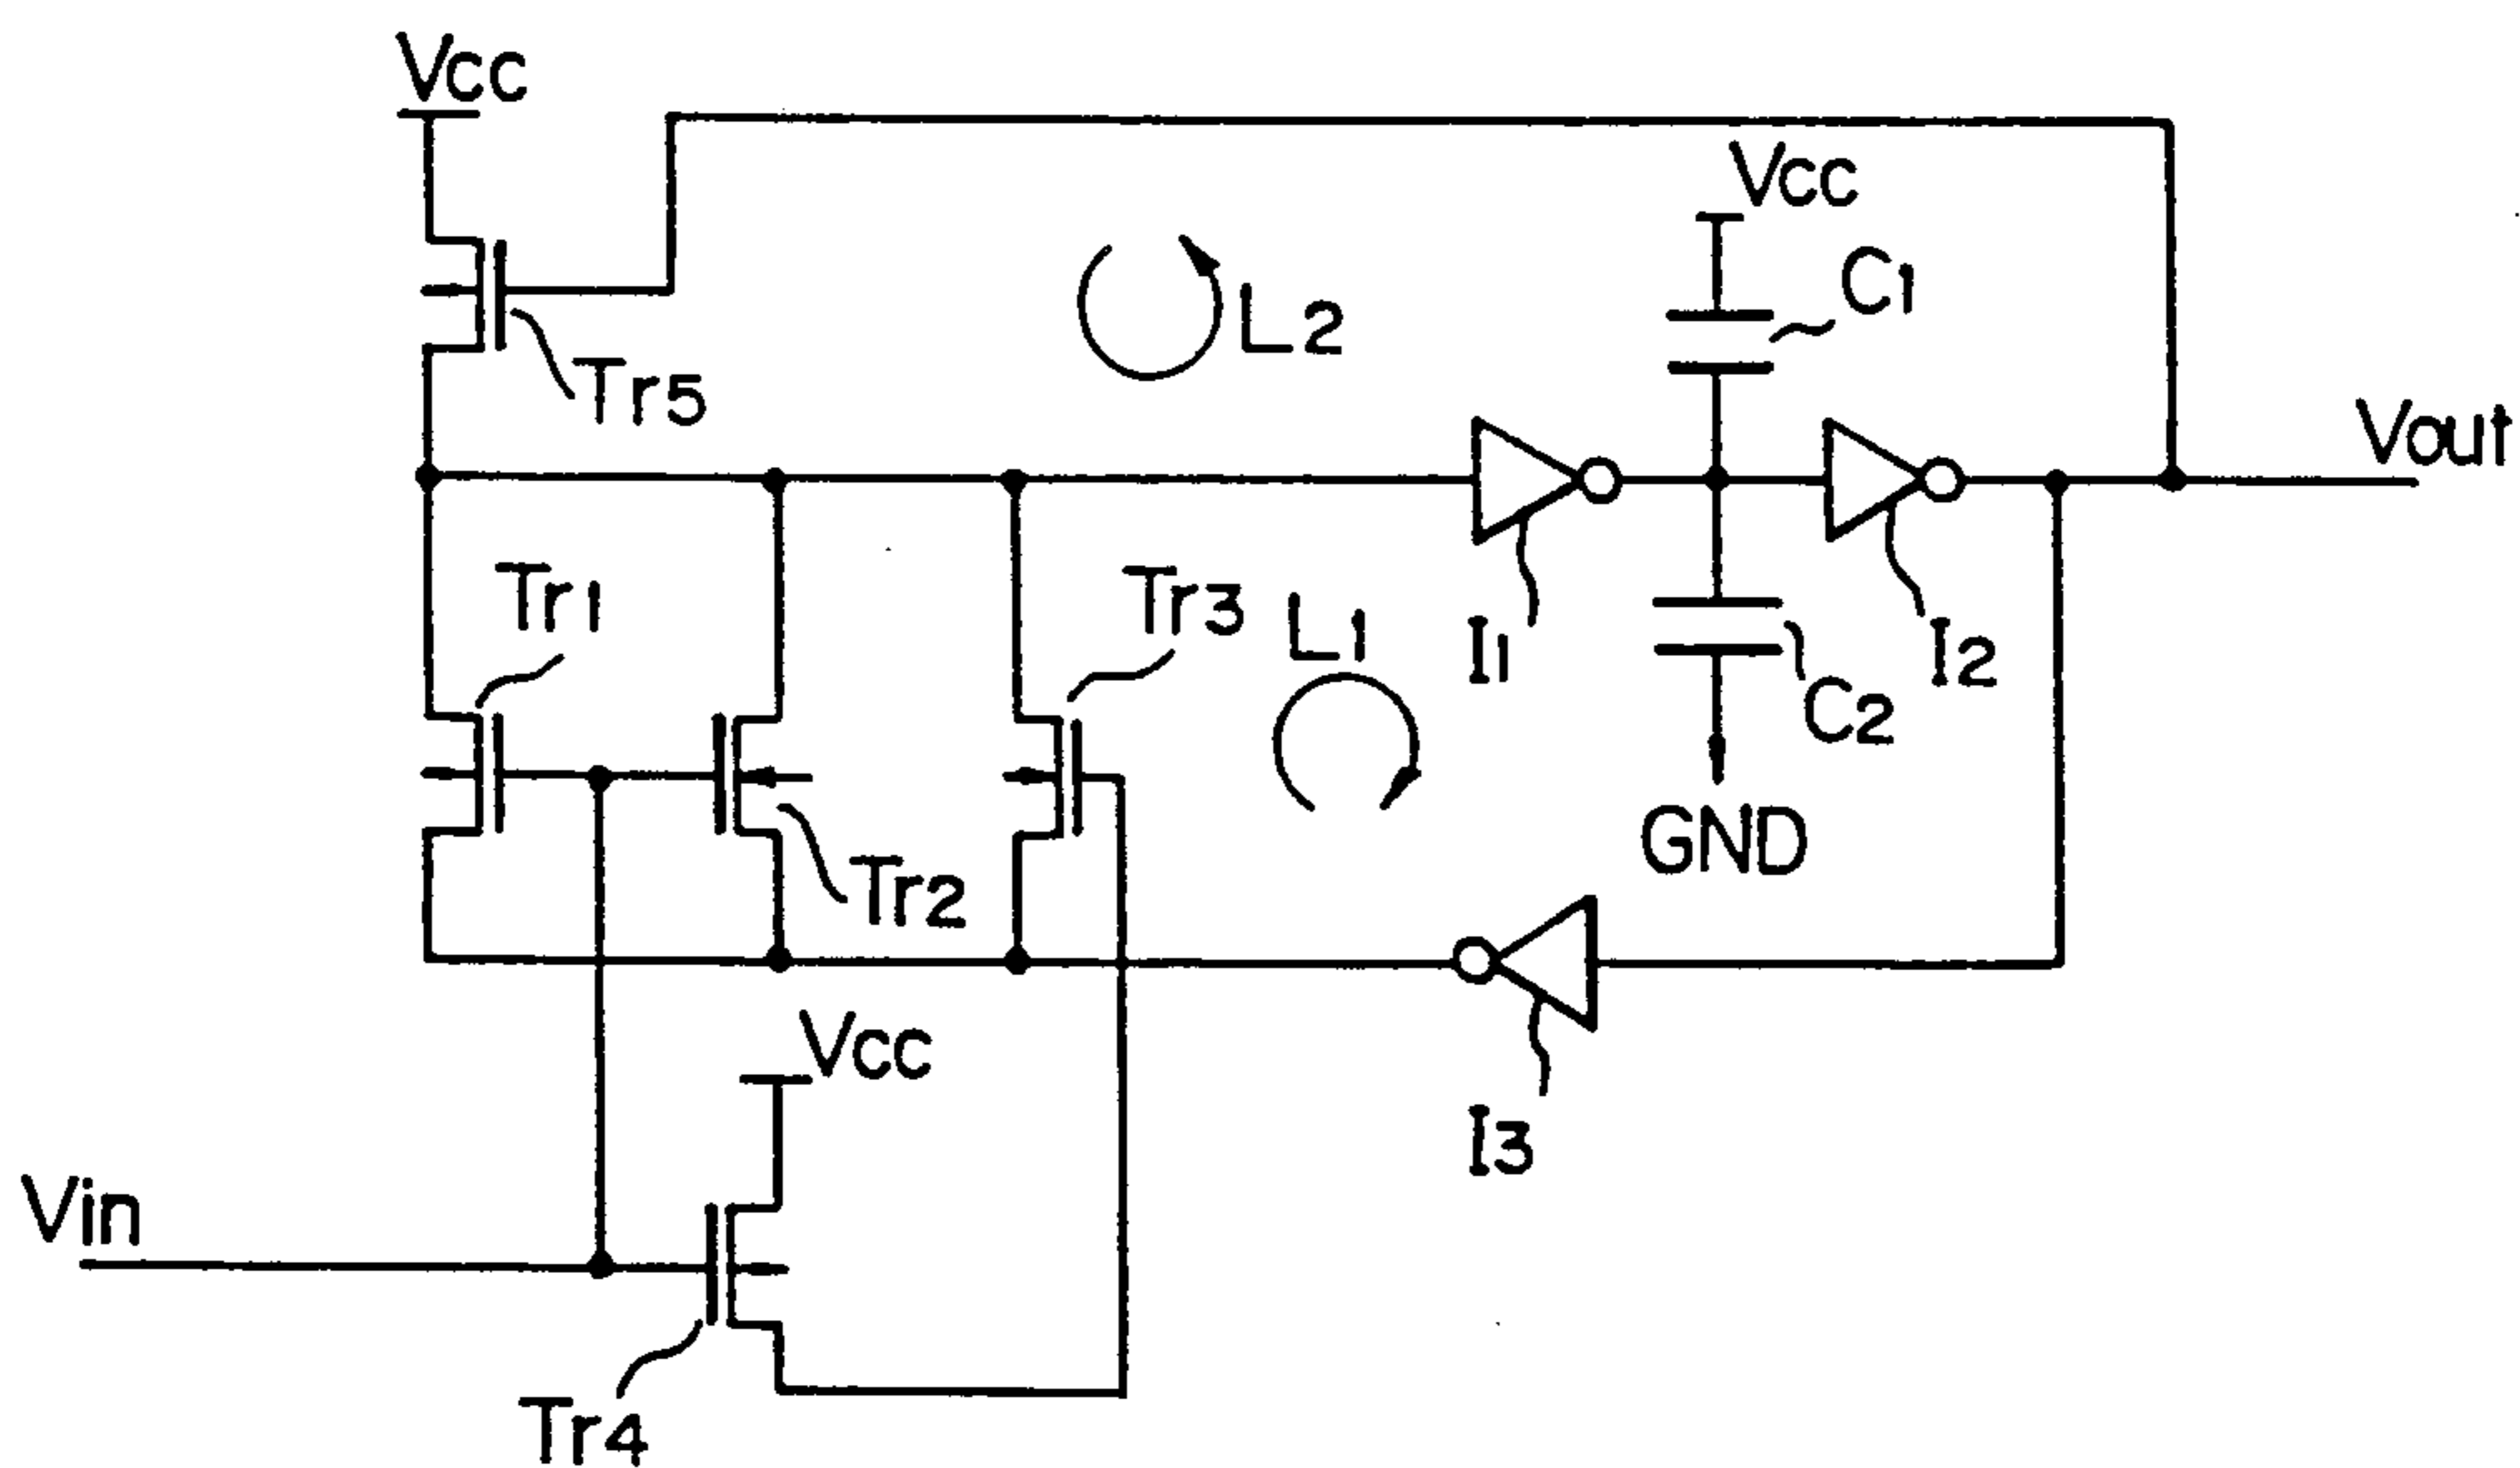 Vcc
Vcc
C1
L2
Tr5
Vout
Tr1
Tr3
L1
I1
I2
C2
GND
Tr2
Vcc
I3
Vin
Tr4